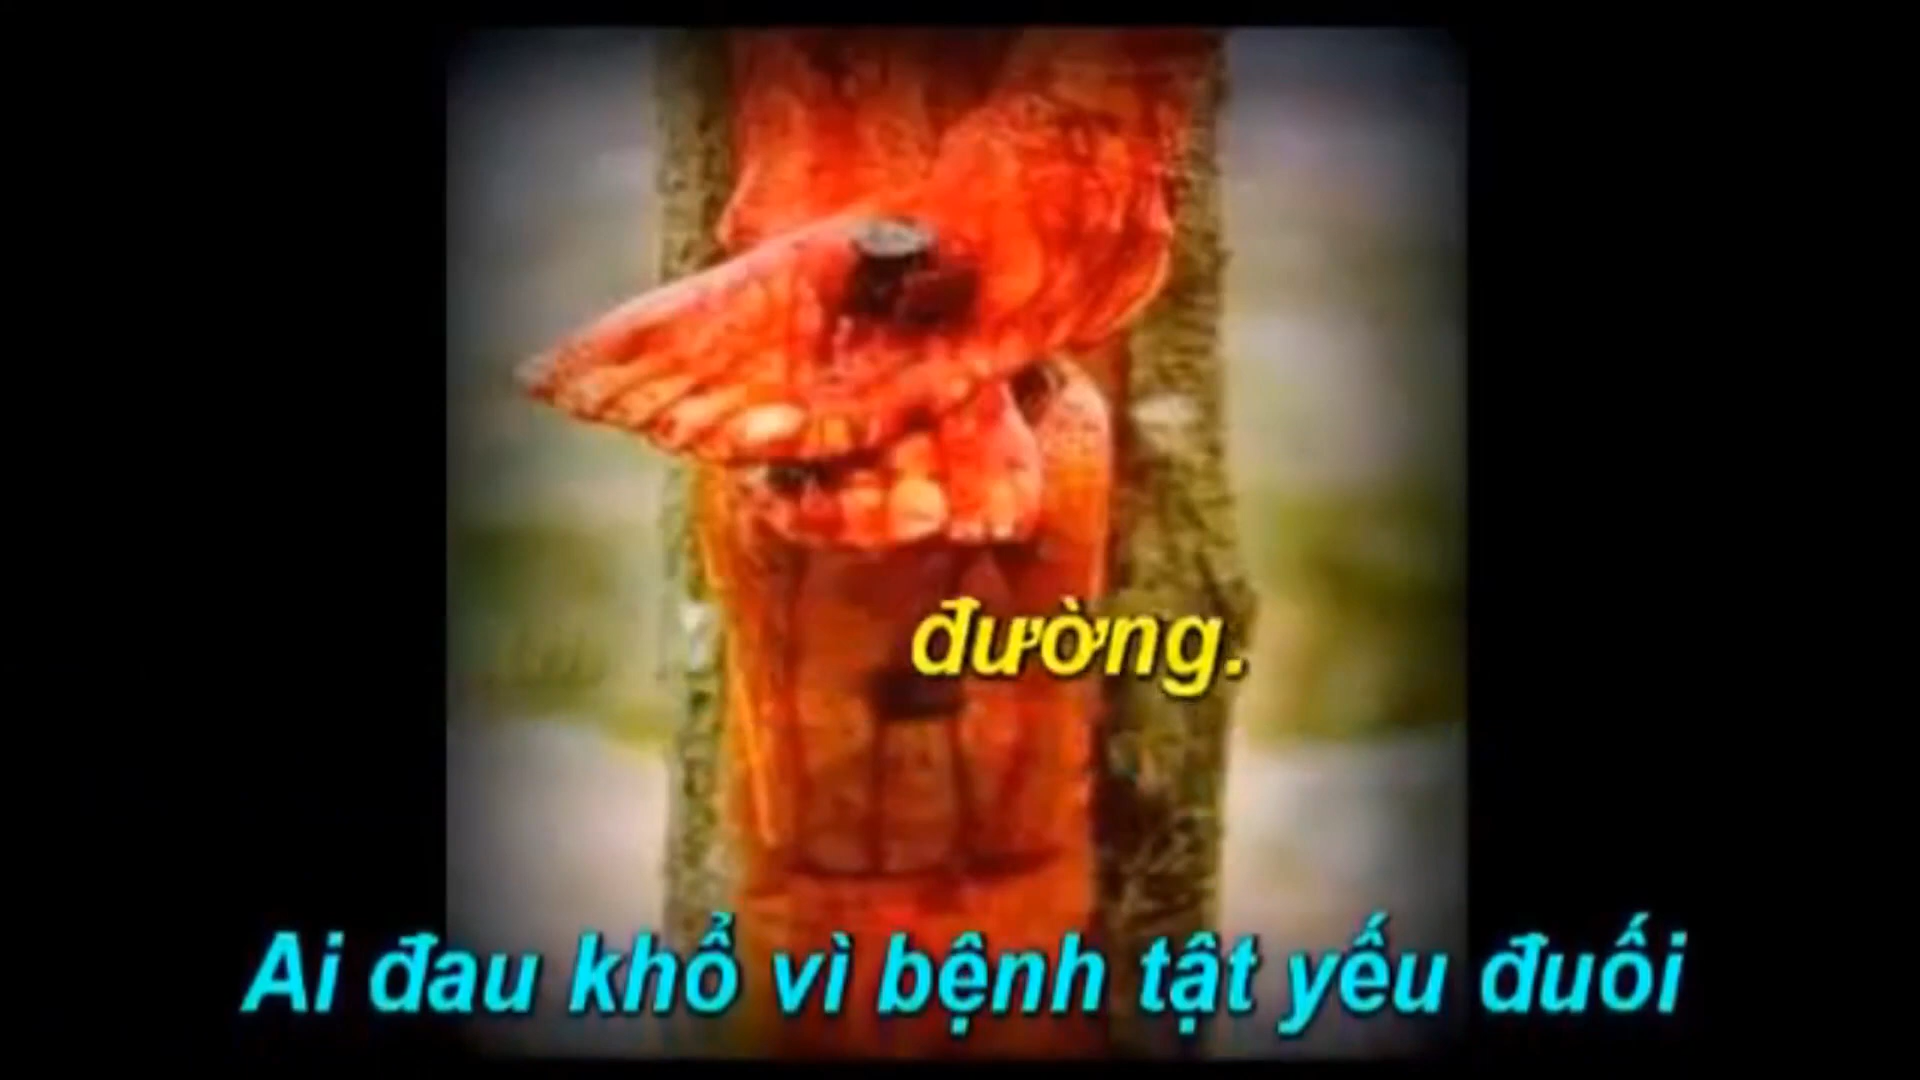 đường.
Ai đau khổ vì bệnh tật yếu đuối